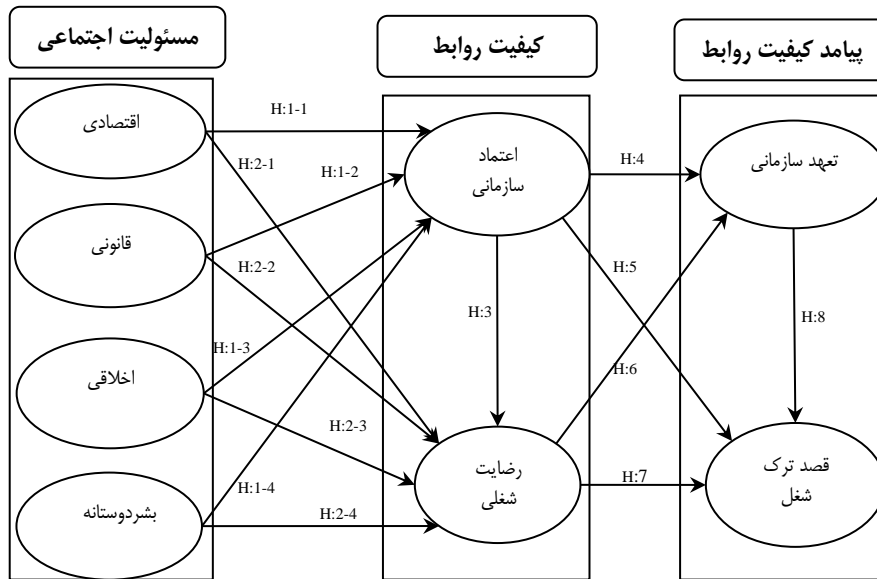 مسئولیت اجتماعی
کیفیت روابط
پیامد کیفیت روابط
اقتصادی
قانونی
اخلاقی
بشردوستانه
اعتماد
سازمانی
رضایت
شغلی
تعهد سازمانی
قصد ترک
شغل
H:1-1
H:2-1
H:1-2
H:2-2
H:1-3
H:2-3
H:1-4
H:2-4
H:3
H:4
H:5
H:6
H:7
H:8